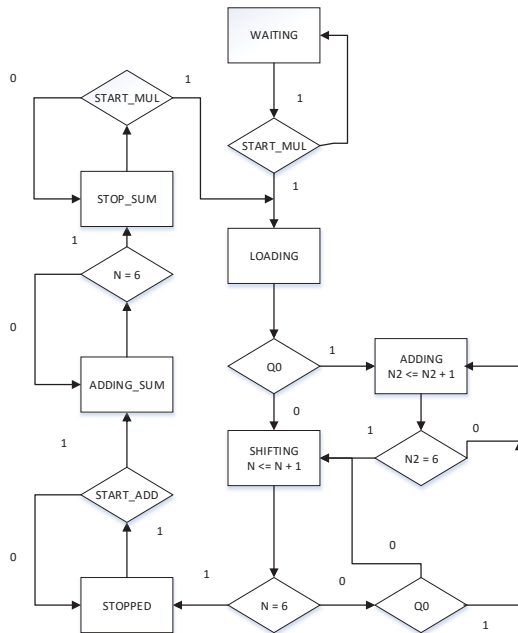 WAITING
0
1
START_MUL
1
START_MUL
1
STOP_SUM
1
LOADING
N = 6
0
1
Q0
ADDING
N2 <= N2 + 1
ADDING_SUM
0
1
SHIFTING
N <= N + 1
1
0
N2 = 6
START_ADD
0
1
0
STOPPED
1
N = 6
0
Q0
1